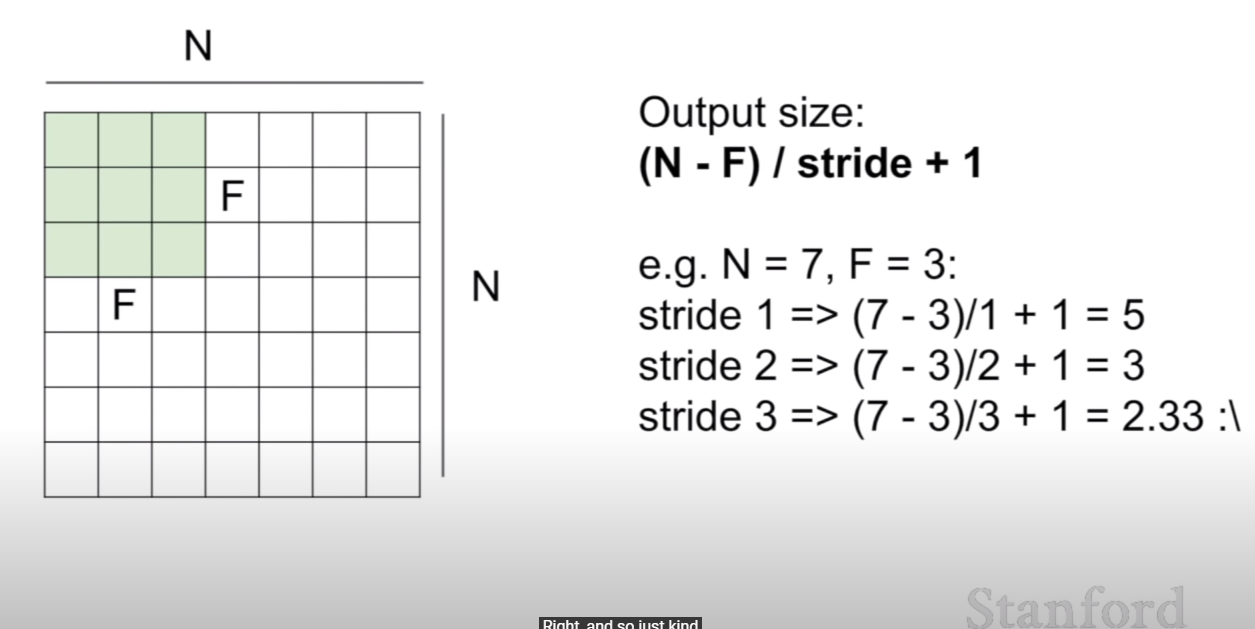 N
F
F
N
Output size:
(N - F) / stride + 1
e.g. N = 7, F = 3:
stride 1 => (7 - 3)/1 + 1 = 5
stride 2 => (7 - 3)/2 + 1 = 3
stride 3 => (7 - 3)/3 + 1 = 2.33 :\
Stanford
Right, and so just kind